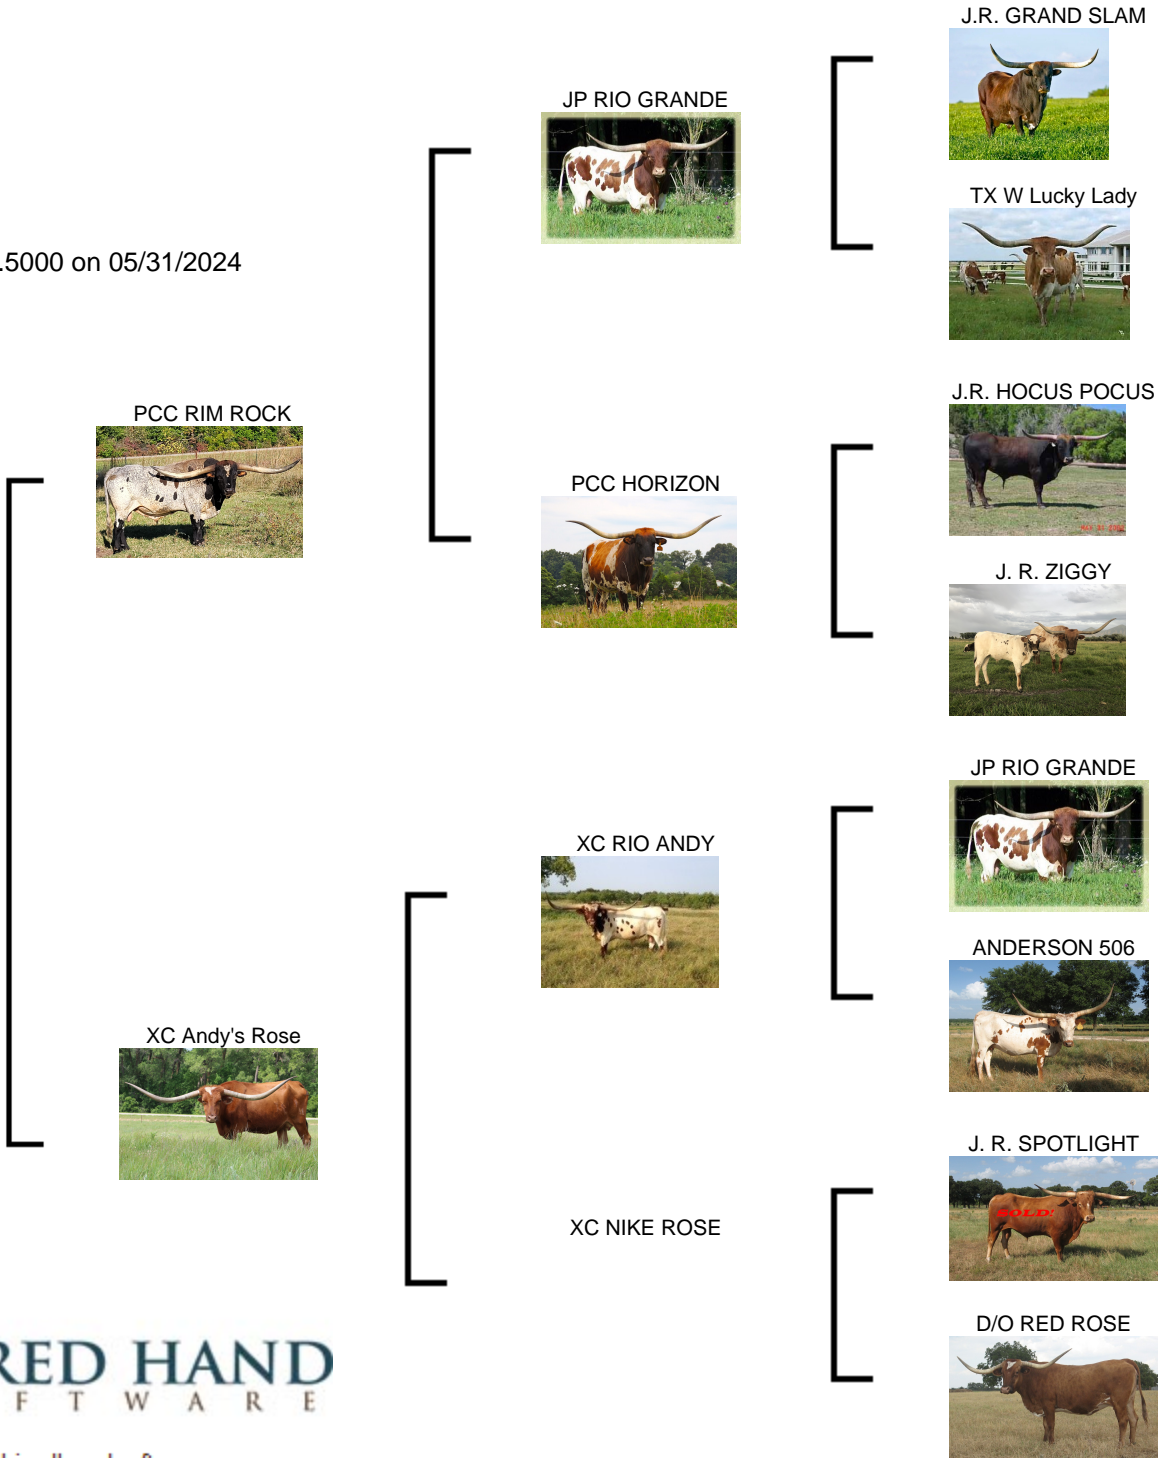 J.R. GRAND SLAM
JP RIO GRANDE
TX W Lucky Lady
.5000 on 05/31/2024
J.R. HOCUS POCUS
PCC RIM ROCK
PCC HORIZON
J. R. ZIGGY
JP RIO GRANDE
XC RIO ANDY
ANDERSON 506
XC Andy's Rose
J. R. SPOTLIGHT
SOLD!
XC NIKE ROSE
D/O RED ROSE
RED HAND
F T W A R E